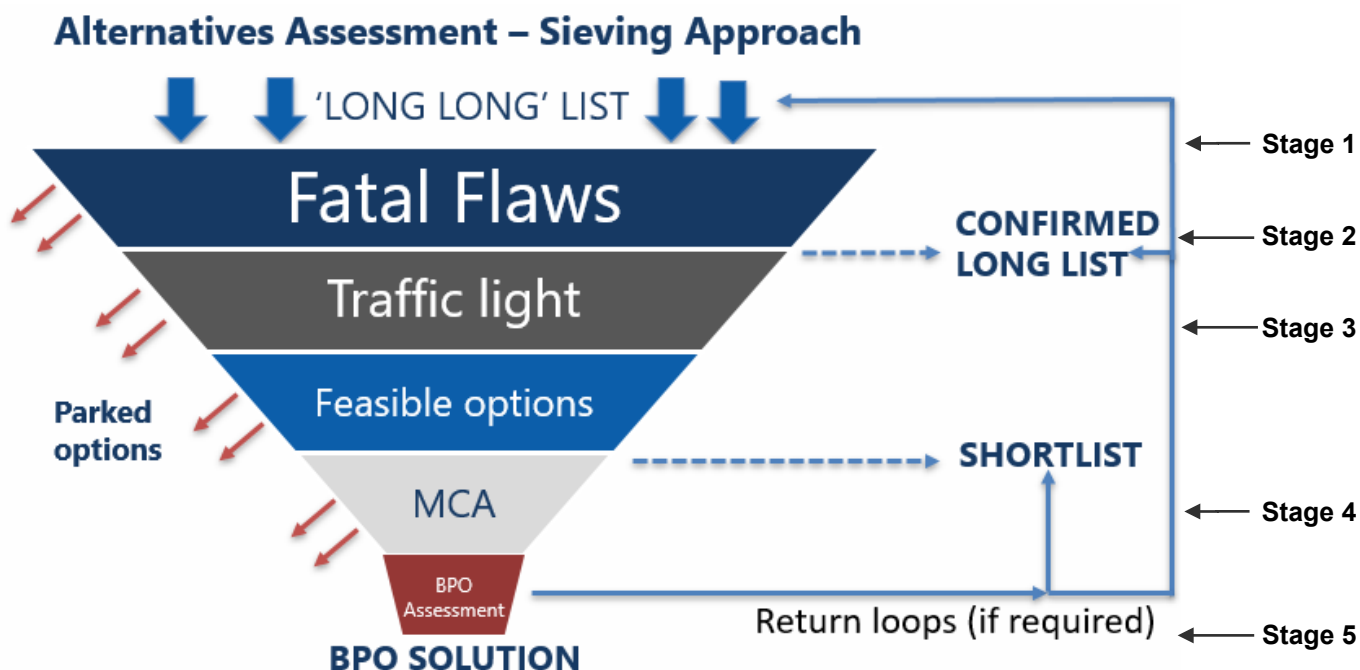 Alternatives Assessment – Sieving Approach
‘LONG LONG’ LIST
Stage 1
Fatal Flaws
CONFIRMED
LONG LIST
Stage 2
Traffic light
Stage 3
Feasible options
Parked
options
SHORTLIST
MCA
Stage 4
BPO
Assessment
Return loops (if required)
Stage 5
BPO SOLUTION